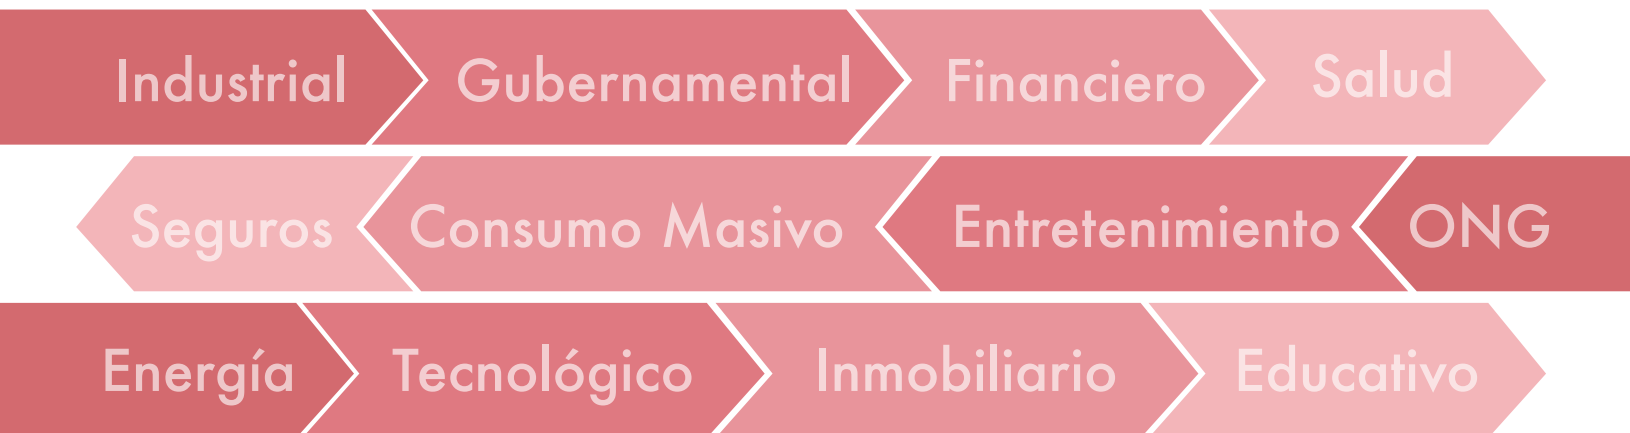 Industrial Gubernamental Financiero Salud
Seguros Consumo Masivo Entretenimiento ONG
Energía Tecnológico Inmobiliario Educativo